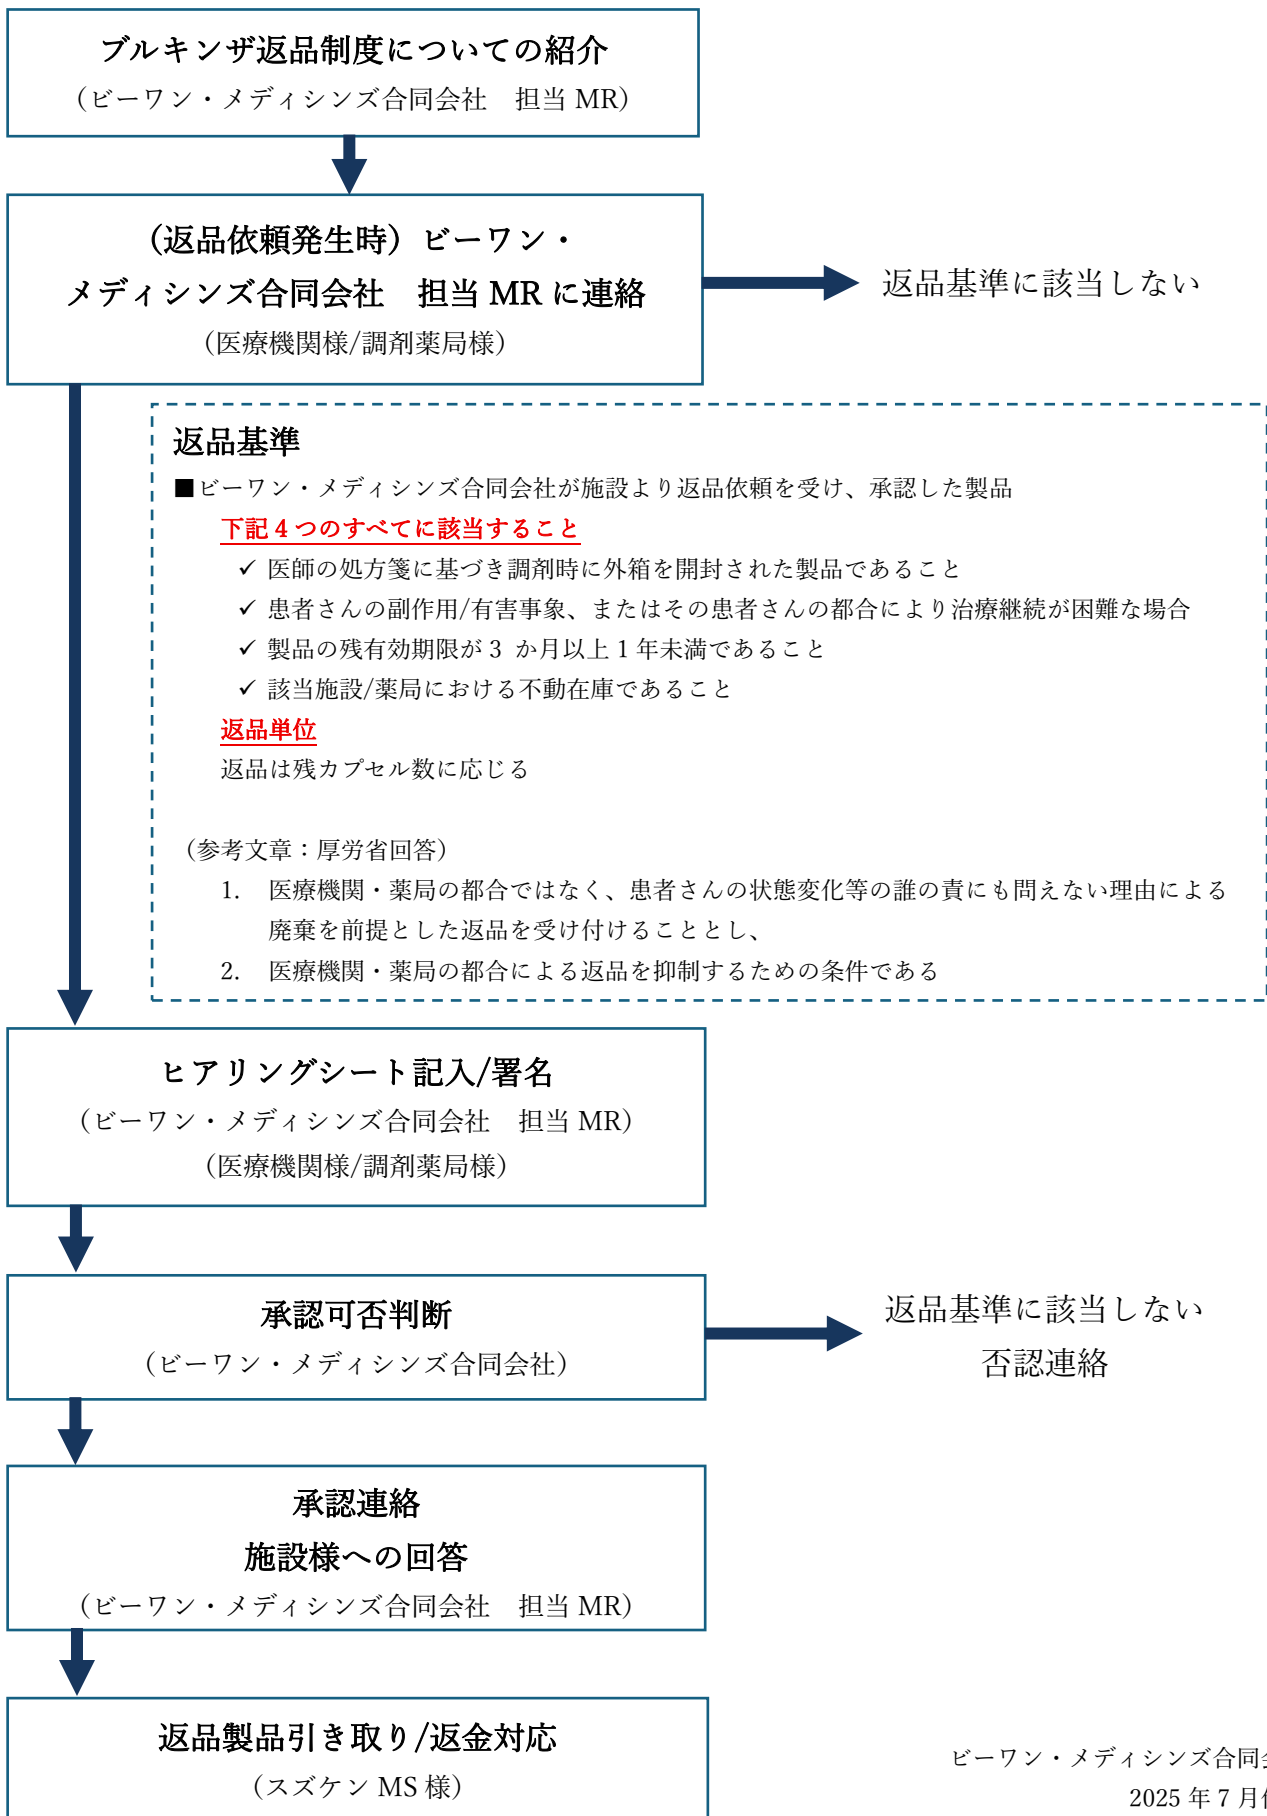 ブルキンザ返品制度についての紹介
（ビーワン・メディシンズ合同会社　担当 MR）
（返品依頼発生時）ビーワン・
メディシンズ合同会社　担当 MR に連絡
（医療機関様/調剤薬局様）
返品基準に該当しない
返品基準
■ビーワン・メディシンズ合同会社が施設より返品依頼を受け、承認した製品
下記 4 つのすべてに該当すること
✓ 医師の処方箋に基づき調剤時に外箱を開封された製品であること
✓ 患者さんの副作用/有害事象、またはその患者さんの都合により治療継続が困難な場合
✓ 製品の残有効期限が 3 か月以上 1 年未満であること
✓ 該当施設/薬局における不動在庫であること
返品単位
返品は残カプセル数に応じる
（参考文章：厚労省回答）
1. 医療機関・薬局の都合ではなく、患者さんの状態変化等の誰の責にも問えない理由による
廃棄を前提とした返品を受け付けることとし、
2. 医療機関・薬局の都合による返品を抑制するための条件である
ヒアリングシート記入/署名
（ビーワン・メディシンズ合同会社　担当 MR）
（医療機関様/調剤薬局様）
承認可否判断
（ビーワン・メディシンズ合同会社）
返品基準に該当しない
否認連絡
承認連絡
施設様への回答
（ビーワン・メディシンズ合同会社　担当 MR）
返品製品引き取り/返金対応
（スズケン MS 様）
ビーワン・メディシンズ合同
2025 年 7 月